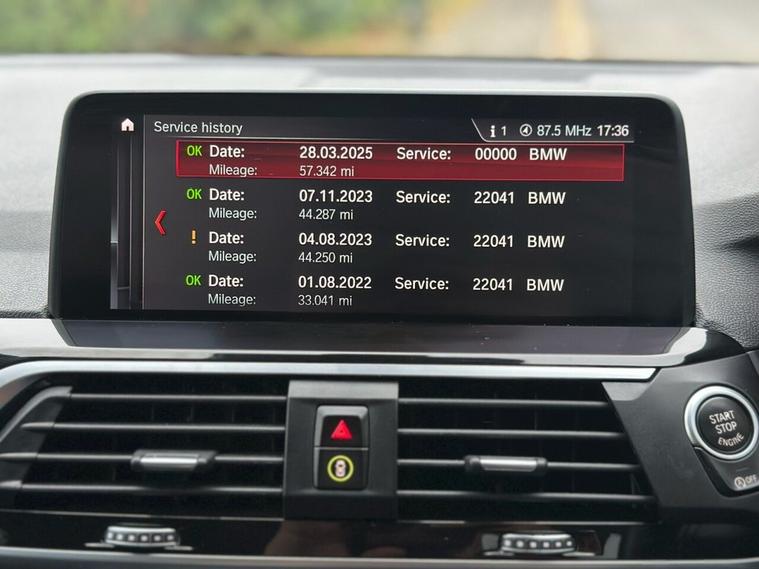 Service history
i 1 87.5 MHz 17:36
OK Date: 28.03.2025 Service: 00000 BMW
Mileage: 57.342 mi
OK Date: 07.11.2023 Service: 22041 BMW
Mileage: 44.287 mi
! Date: 04.08.2023 Service: 22041 BMW
Mileage: 44.250 mi
OK Date: 01.08.2022 Service: 22041 BMW
Mileage: 33.041 mi
START
STOP
ENGINE
OFF